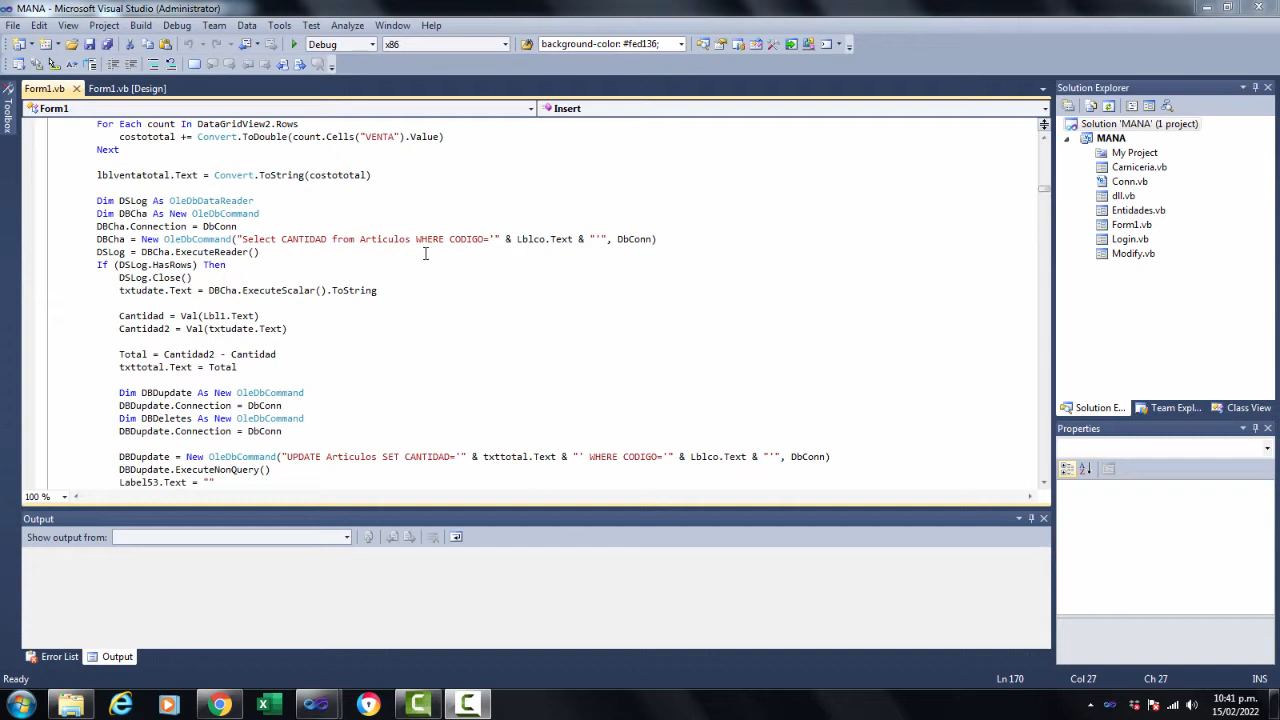 MANA - Microsoft Visual Studio (Administrator)
File Edit View Project Build Debug Team Data Tools Test Analyze Window Help
Debug x86 background-color: #fed136;
Form1.vb Form1.vb [Design]
Form1 Insert
Toolbox
For Each count In DataGridView2.Rows
costototal += Convert.ToDouble(count.Cells("VENTA").Value)
Next
lblventatotal.Text = Convert.ToString(costototal)
Dim DSLog As OleDbDataReader
Dim DBCha As New OleDbCommand
DBCha.Connection = DbConn
DBCha = New OleDbCommand("Select CANTIDAD from Articulos WHERE CODIGO='" & Lblco.Text & "'", DbConn)
DSLog = DBCha.ExecuteReader()
If (DSLog.HasRows) Then
DSLog.Close()
txtudate.Text = DBCha.ExecuteScalar().ToString
Cantidad = Val(Lbl1.Text)
Cantidad2 = Val(txtudate.Text)
Total = Cantidad2 - Cantidad
txttotal.Text = Total
Dim DBDupdate As New OleDbCommand
DBDupdate.Connection = DbConn
Dim DBDeletes As New OleDbCommand
DBDupdate.Connection = DbConn
DBDupdate = New OleDbCommand("UPDATE Articulos SET CANTIDAD='" & txttotal.Text & "' WHERE CODIGO='" & Lblco.Text & "'", DbConn)
DBDupdate.ExecuteNonQuery()
Label53.Text = ""
100 %
Output
Show output from:
Error List Output
Solution Explorer
Solution 'MANA' (1 project)
MANA
My Project
Carniceria.vb
Conn.vb
dll.vb
Entidades.vb
Form1.vb
Login.vb
Modify.vb
Solution E... Team Expl... Class View
Properties
Ready Ln 170 Col 27 Ch 27 INS
10:41 p.m.
15/02/2022